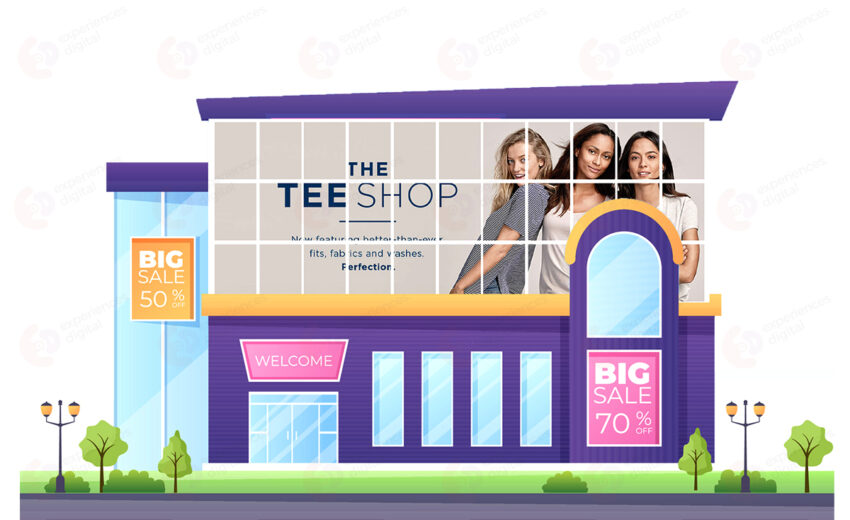 THE
TEE SHOP
Now featuring better-than-ever
fits, fabrics and washes.
Perfection.
BIG
SALE
50 %
OFF
WELCOME
BIG
SALE
70 %
OFF
experiences
digital